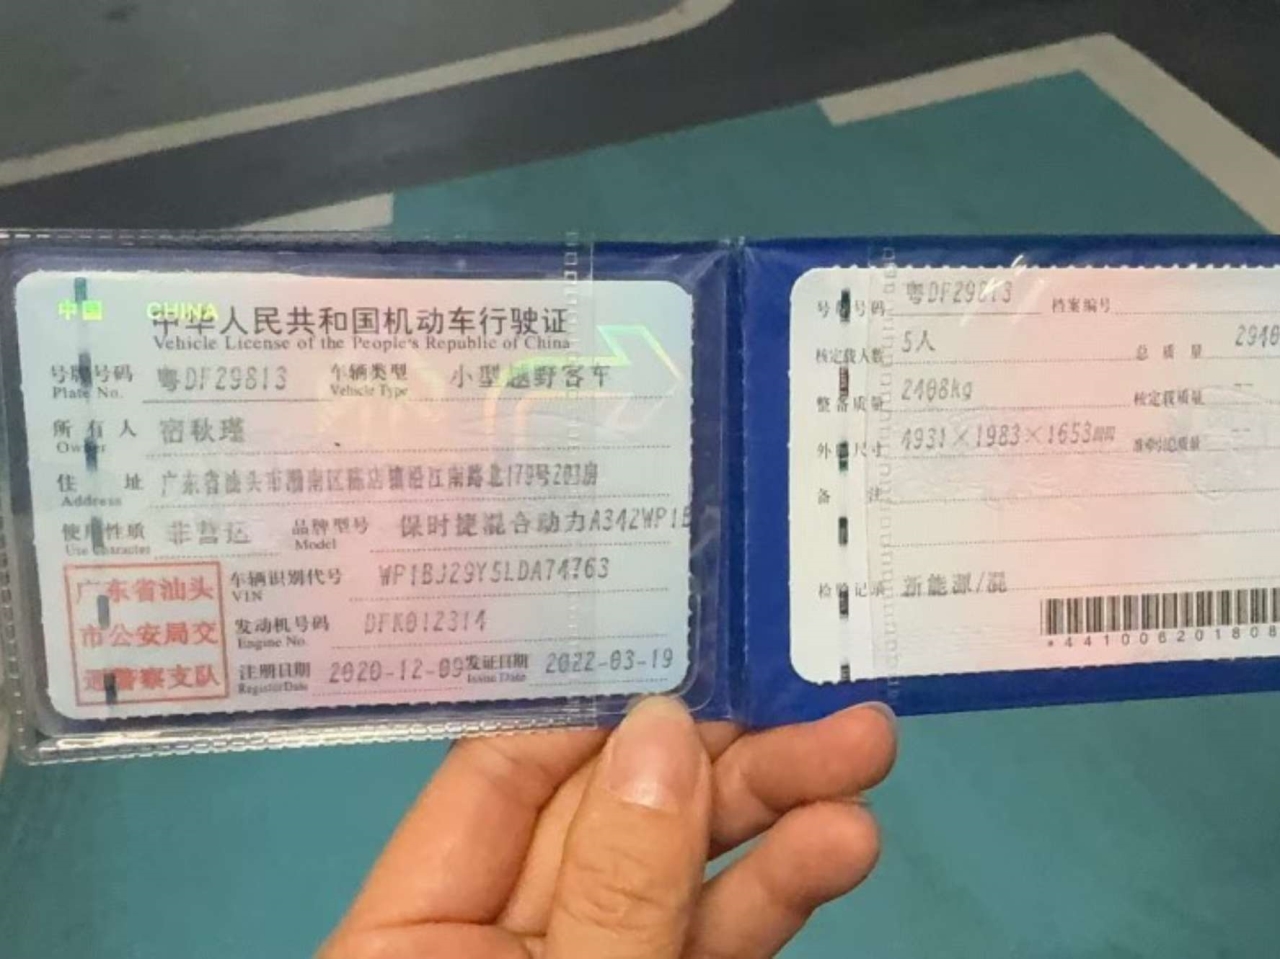 中国 CHINA
中华人民共和国机动车行驶证
Vehicle License of the People's Republic of China
号牌号码 粤DF29813 车辆类型 小型越野客车
Plate No. Vehicle Type
所有人 密秋瑾
Owner
住址 广东省汕头市潮南区陈店镇沿江南路北179号203房
Address
使用性质 非营运 品牌型号 保时捷混合动力A342WP1B
Use Character Model
车辆识别代号 WP1BJ29Y5LDA74763
VIN
发动机号码 DFK012314
Engine No.
注册日期 2020-12-09 发证日期 2022-03-19
Register Date Issue Date
广东省汕头
市公安局交
通警察支队
号牌号码 粤DF29813 档案编号
核定载人数 5人 总质量 2940
整备质量 2408kg 核定载质量 --
外廓尺寸 4931×1983×1653mm 准牵引总质量 --
备注
检验记录 新能源/混
*441006201808